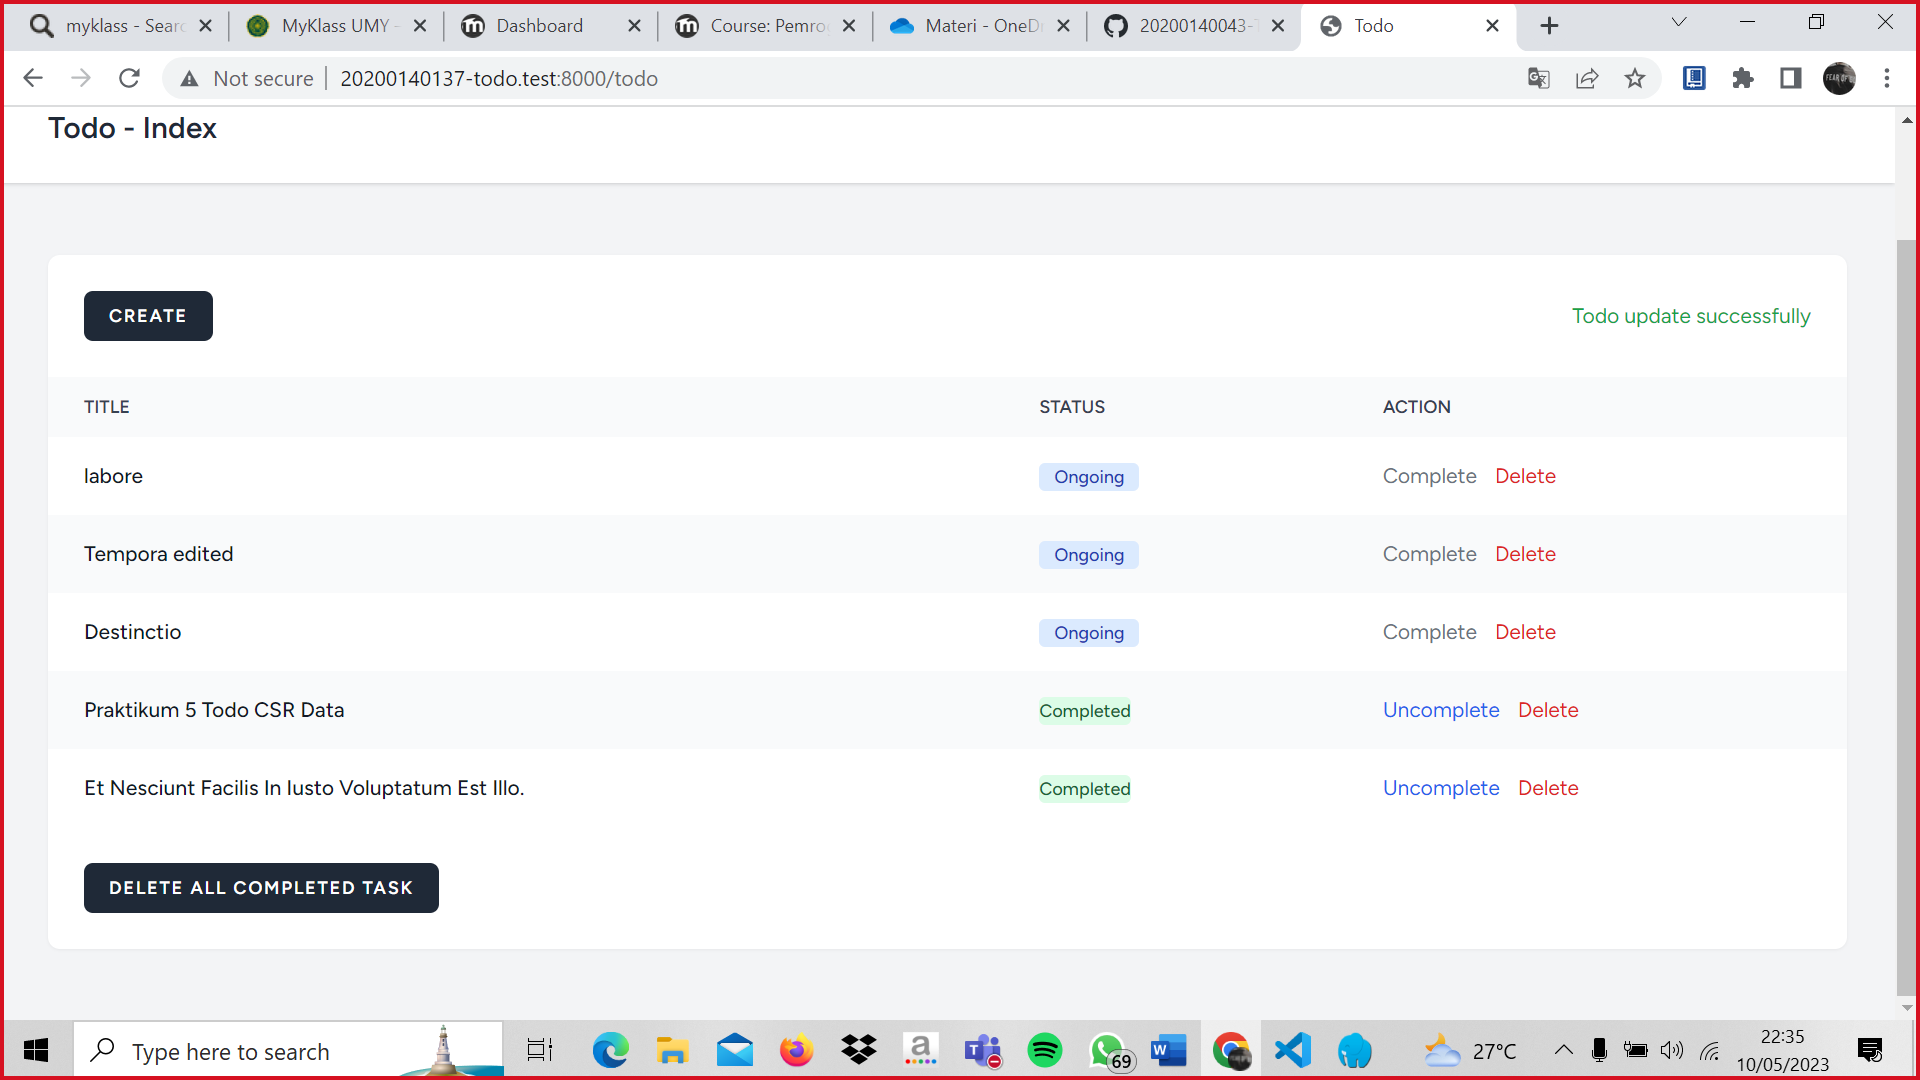 myklass - Searc
MyKlass UMY -
Dashboard
Course: Pemro
Materi - OneD
20200140043-
Todo
Not secure
20200140137-todo.test:8000/todo
Todo - Index
CREATE
Todo update successfully
TITLE STATUS ACTION
labore Ongoing Complete Delete
Tempora edited Ongoing Complete Delete
Destinctio Ongoing Complete Delete
Praktikum 5 Todo CSR Data Completed Uncomplete Delete
Et Nesciunt Facilis In Iusto Voluptatum Est Illo. Completed Uncomplete Delete
DELETE ALL COMPLETED TASK
Type here to search
69
27°C
22:35
10/05/2023